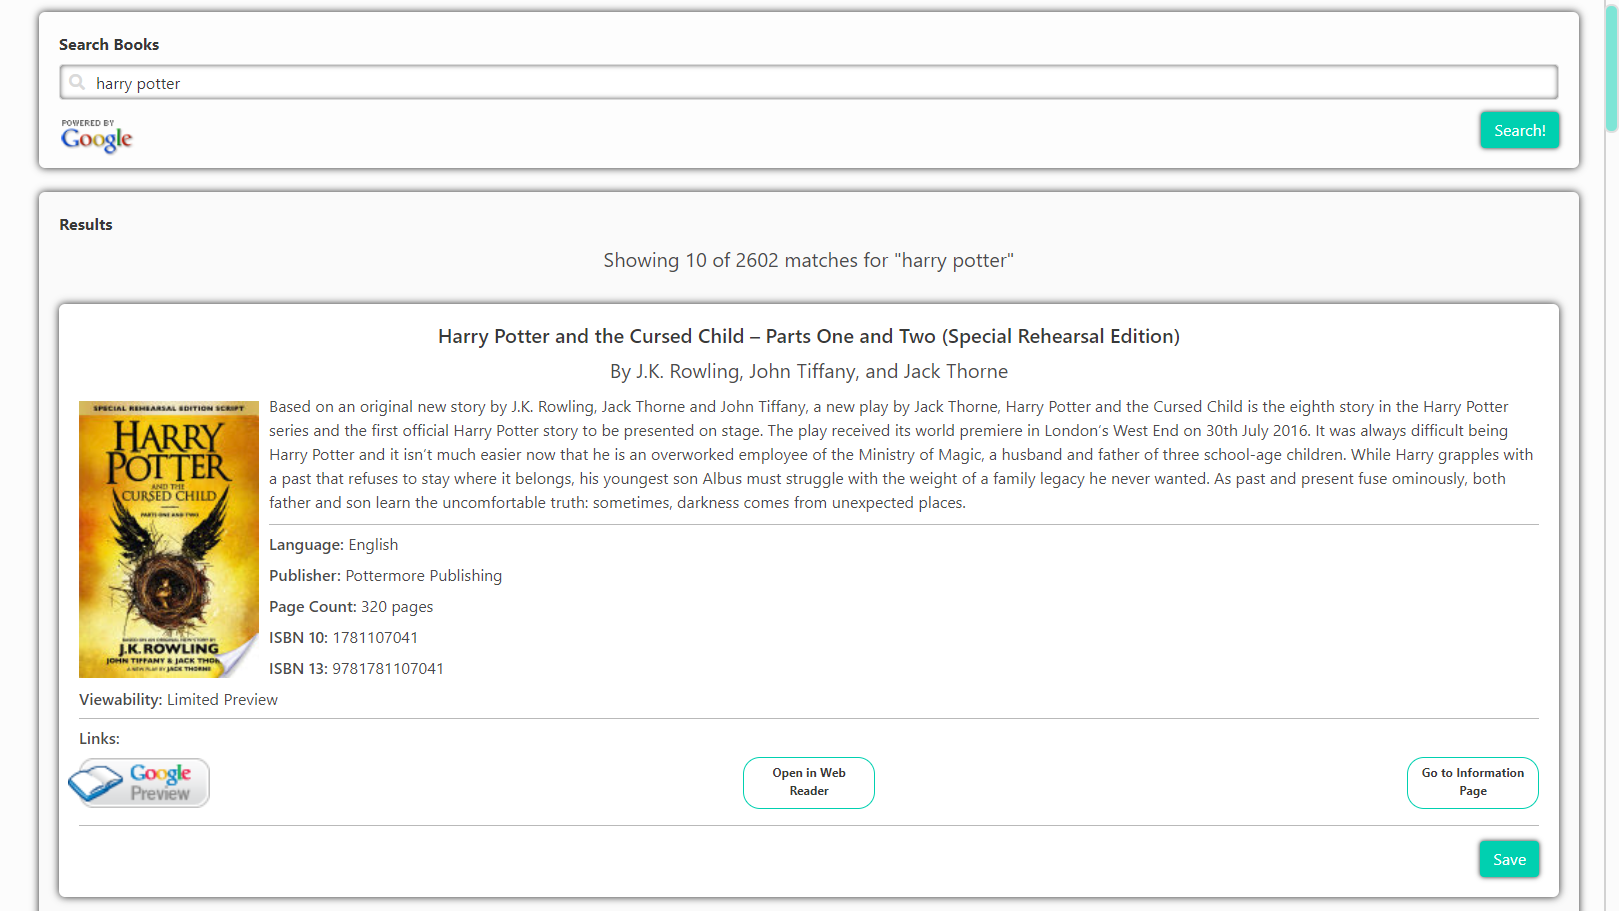 Search Books
harry potter
POWERED BY
Google
Search!
Results
Showing 10 of 2602 matches for "harry potter"
Harry Potter and the Cursed Child – Parts One and Two (Special Rehearsal Edition)
By J.K. Rowling, John Tiffany, and Jack Thorne
SPECIAL REHEARSAL EDITION SCRIPT
HARRY
POTTER
AND THE
CURSED CHILD
PARTS ONE AND TWO
BASED ON AN ORIGINAL NEW STORY BY
J.K. ROWLING
JOHN TIFFANY & JACK THOR
A NEW PLAY BY JACK THORNE
Based on an original new story by J.K. Rowling, Jack Thorne and John Tiffany, a new play by Jack Thorne, Harry Potter and the Cursed Child is the eighth story in the Harry Potter
series and the first official Harry Potter story to be presented on stage. The play received its world premiere in London’s West End on 30th July 2016. It was always difficult being
Harry Potter and it isn’t much easier now that he is an overworked employee of the Ministry of Magic, a husband and father of three school-age children. While Harry grapples with
a past that refuses to stay where it belongs, his youngest son Albus must struggle with the weight of a family legacy he never wanted. As past and present fuse ominously, both
father and son learn the uncomfortable truth: sometimes, darkness comes from unexpected places.
Language: English
Publisher: Pottermore Publishing
Page Count: 320 pages
ISBN 10: 1781107041
ISBN 13: 9781781107041
Viewability: Limited Preview
Links:
Google
Preview
Open in Web
Reader
Go to Information
Page
Save